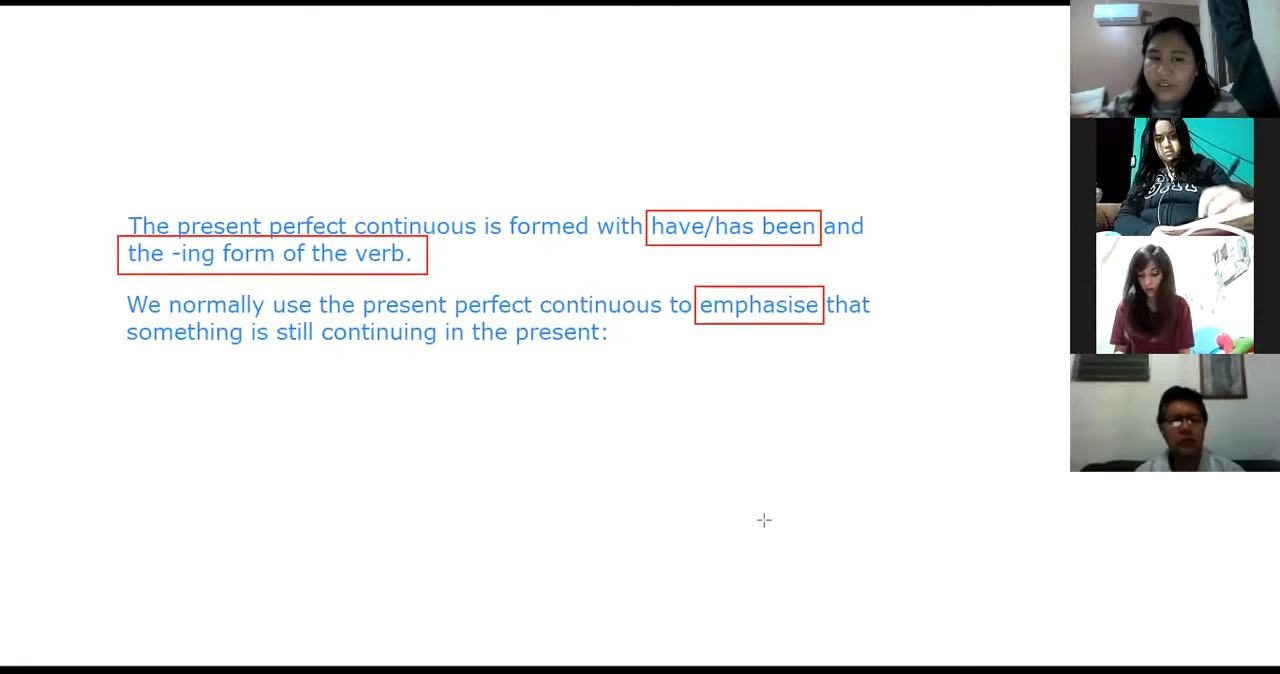 The present perfect continuous is formed with have/has been and
the -ing form of the verb.
We normally use the present perfect continuous to emphasise that
something is still continuing in the present: